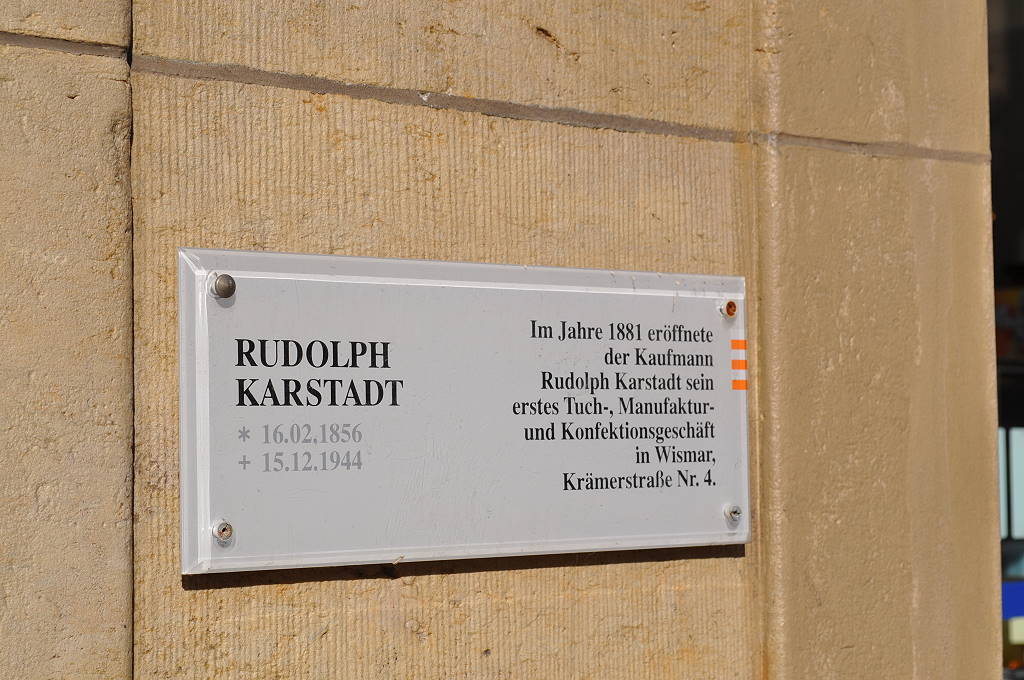 RUDOLPH
KARSTADT
* 16.02.1856
+ 15.12.1944
Im Jahre 1881 eröffnete
der Kaufmann
Rudolph Karstadt sein
erstes Tuch-, Manufaktur-
und Konfektionsgeschäft
in Wismar,
Krämerstraße Nr. 4.